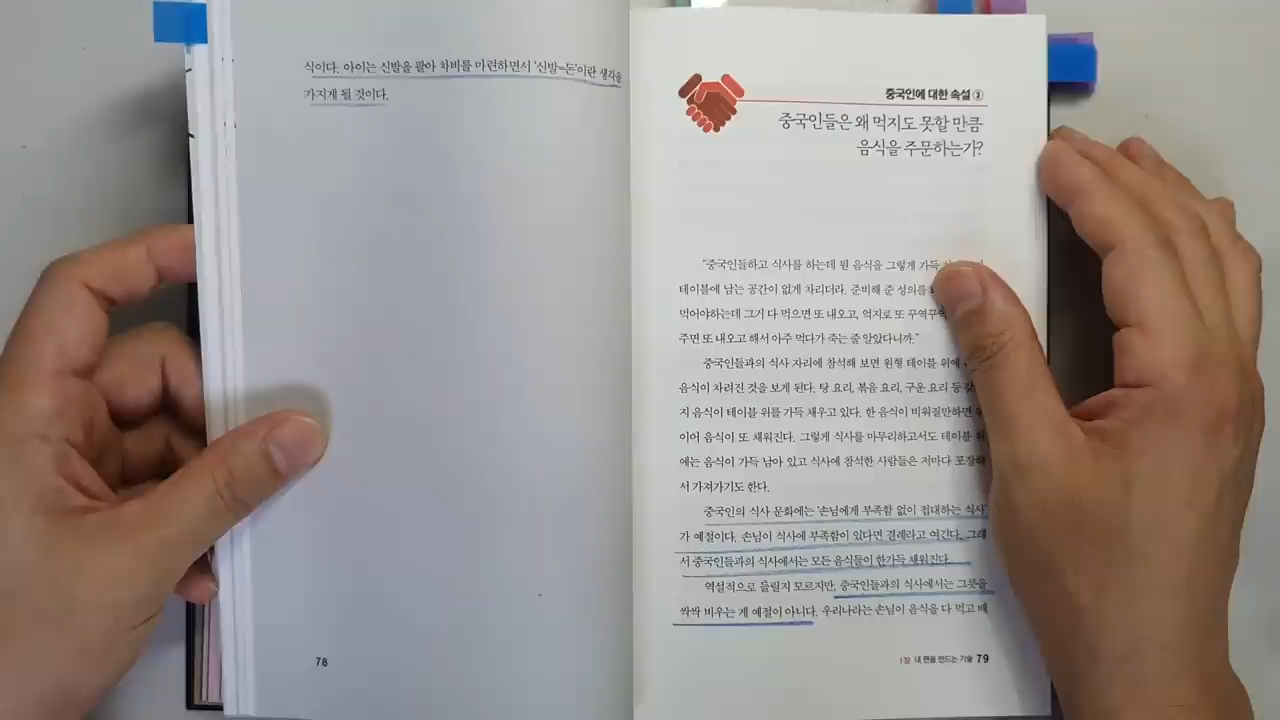 식이다. 아이는 신발을 팔아 차비를 마련하면서 '신발=돈'이란 생각을
가지게 될 것이다.
78
중국인에 대한 속설 ③
중국인들은 왜 먹지도 못할 만큼
음식을 주문하는가?
"중국인들하고 식사를 하는데 뭔 음식을 그렇게 가득
테이블에 남는 공간이 없게 차리더라. 준비해 준 성의를
먹어야하는데 그거 다 먹으면 또 내오고, 억지로 또
주면 또 내오고 해서 아주 먹다가 죽는 줄 알았다니까."
중국인들과의 식사 자리에 참석해 보면 원형 테이블 위에
음식이 차려진 것을 보게 된다. 탕 요리, 볶음 요리, 구운 요리 등
지 음식이 테이블 위를 가득 채우고 있다. 한 음식이 비워질만하면
이어 음식이 또 채워진다. 그렇게 식사를 마무리하고서도 테이블
에는 음식이 가득 남아 있고 식사에 참석한 사람들은 저마다 포장해
서 가져가기도 한다.
중국인의 식사 문화에는 '손님에게 부족함 없이 접대하는 식사'
가 예절이다. 손님이 식사에 부족함이 있다면 결례라고 여긴다. 그래
서 중국인들과의 식사에서는 모든 음식들이 한가득 채워진다.
역설적으로 들릴지 모르지만, 중국인들과의 식사에서는 그릇을
싹싹 비우는 게 예절이 아니다. 우리나라는 손님이 음식을 다 먹고 배
1장 내 편을 만드는 기술 79